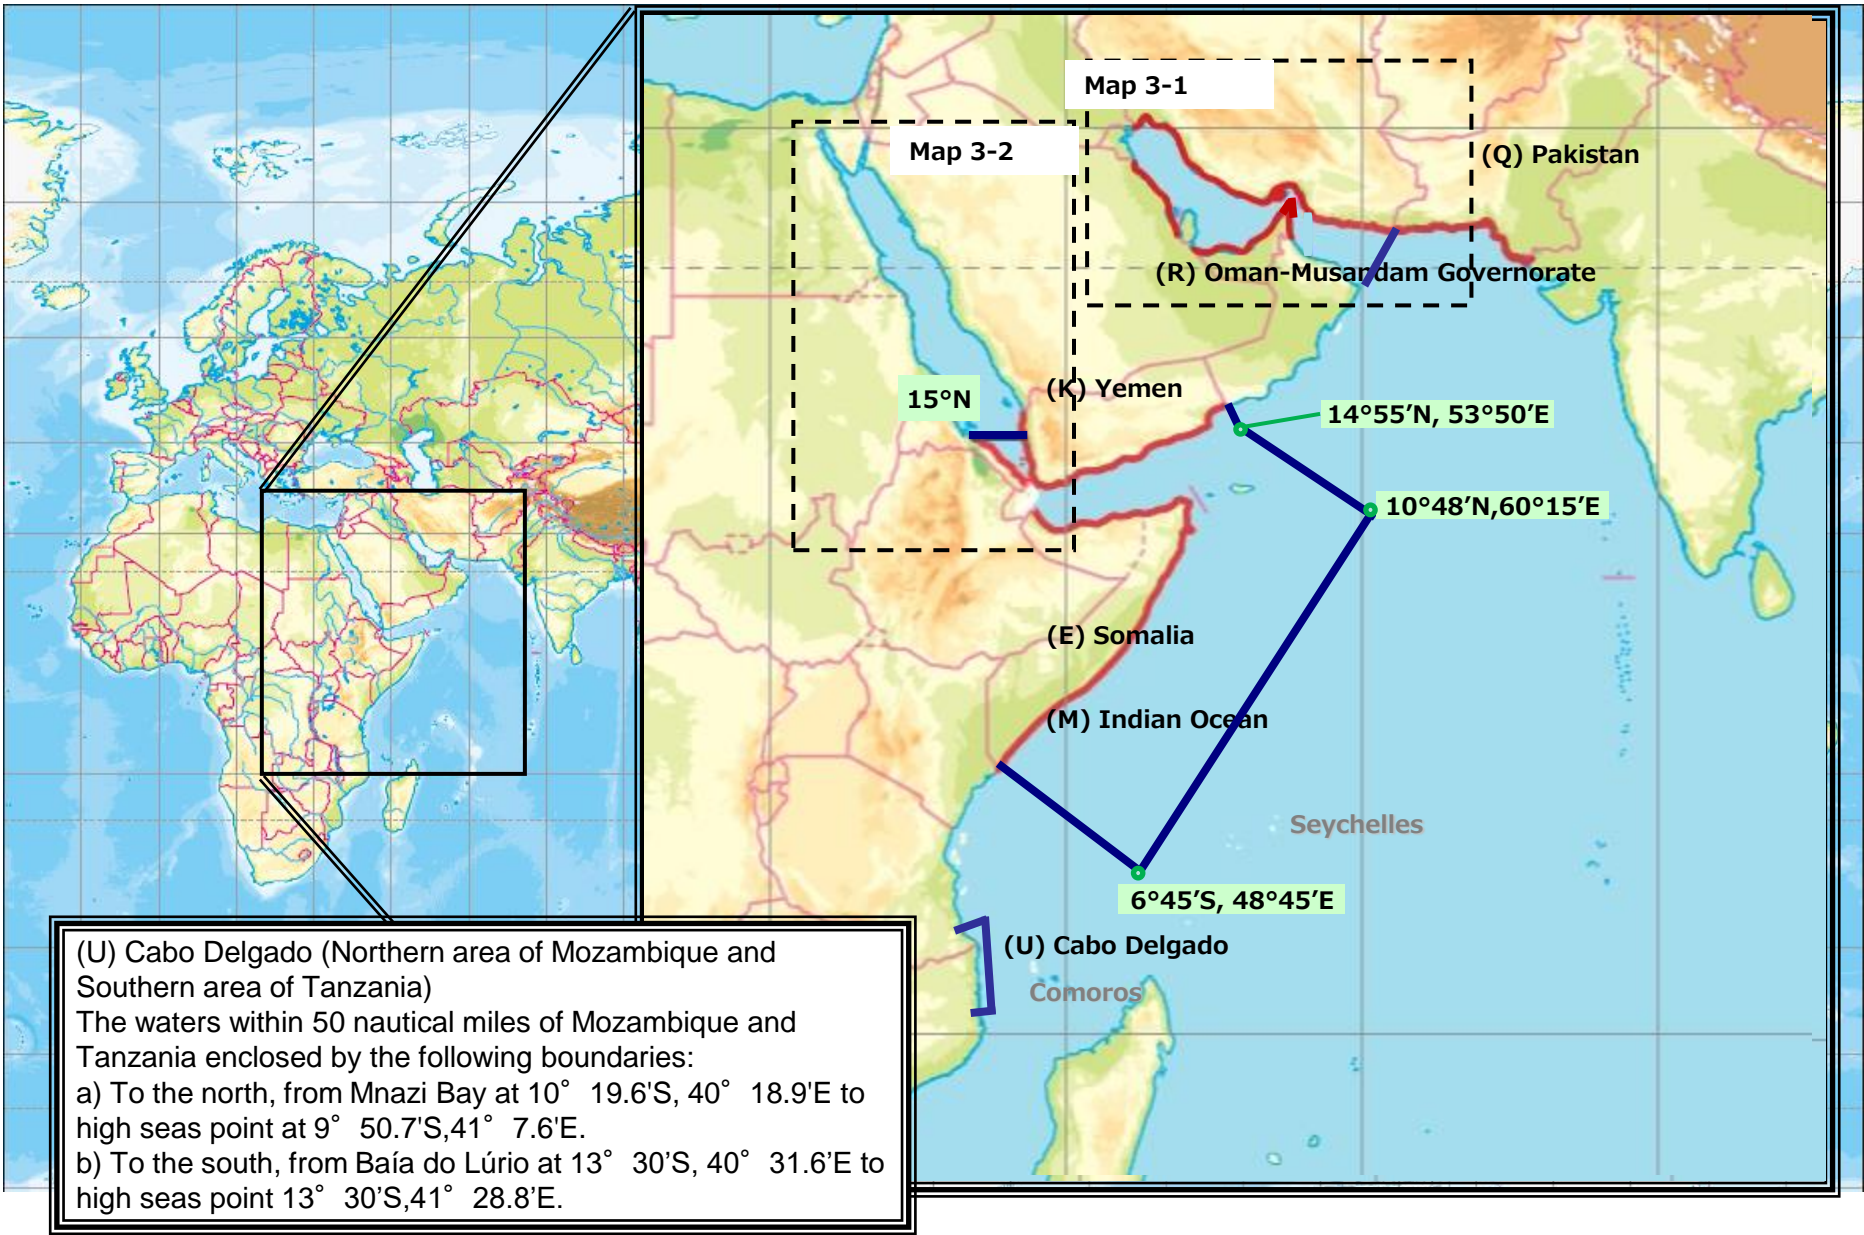 Map 3-1
Map 3-2
(Q) Pakistan
(R) Oman-Musandam Governorate
(K) Yemen
15°N
14°55’N, 53°50’E
10°48’N,60°15’E
(E) Somalia
(M) Indian Ocean
Seychelles
6°45’S, 48°45’E
(U) Cabo Delgado
Comoros
(U) Cabo Delgado (Northern area of Mozambique and
Southern area of Tanzania)
The waters within 50 nautical miles of Mozambique and
Tanzania enclosed by the following boundaries:
a) To the north, from Mnazi Bay at 10° 19.6'S, 40° 18.9'E to
high seas point at 9° 50.7'S,41° 7.6'E.
b) To the south, from Baía do Lúrio at 13° 30’S, 40° 31.6’E to
high seas point 13° 30’S,41° 28.8’E.